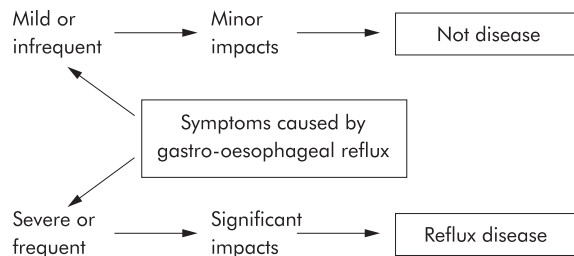 Mild or
infrequent
Minor
impacts
Not disease
Symptoms caused by
gastro-oesophageal reflux
Severe or
frequent
Significant
impacts
Reflux disease